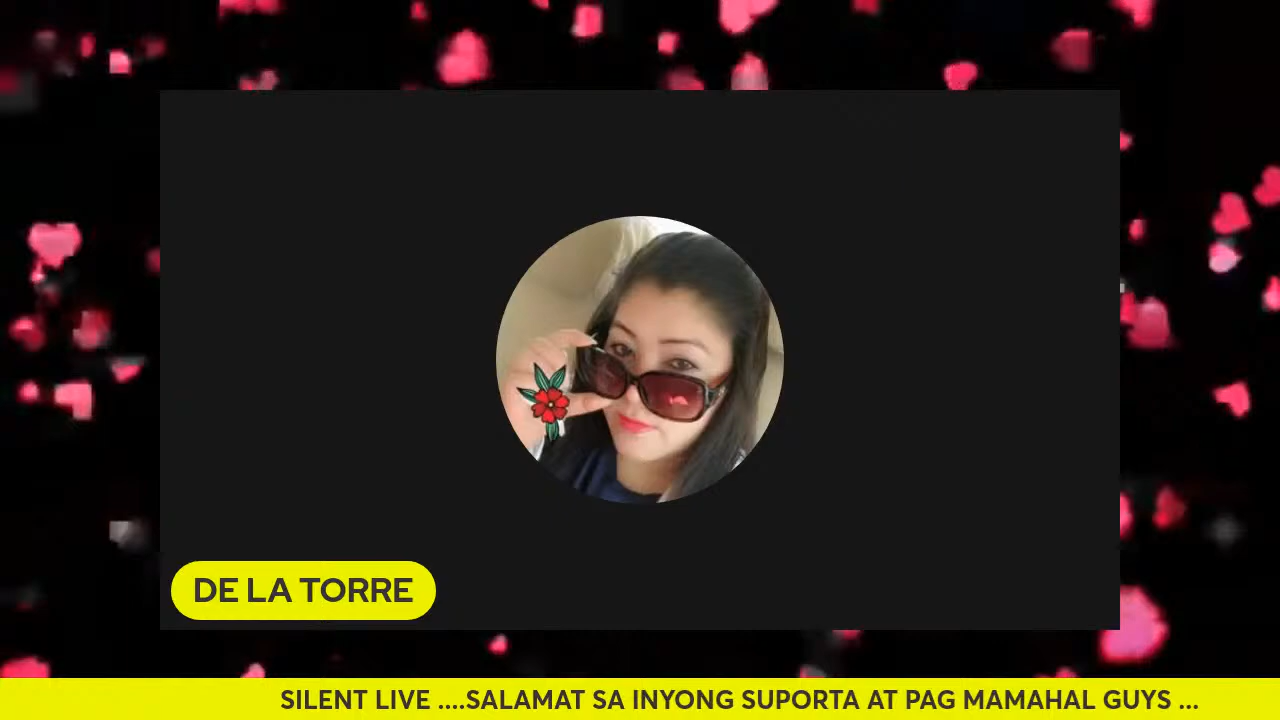 DE LA TORRE
SILENT LIVE ....SALAMAT SA INYONG SUPORTA AT PAG MAMAHAL GUYS ...